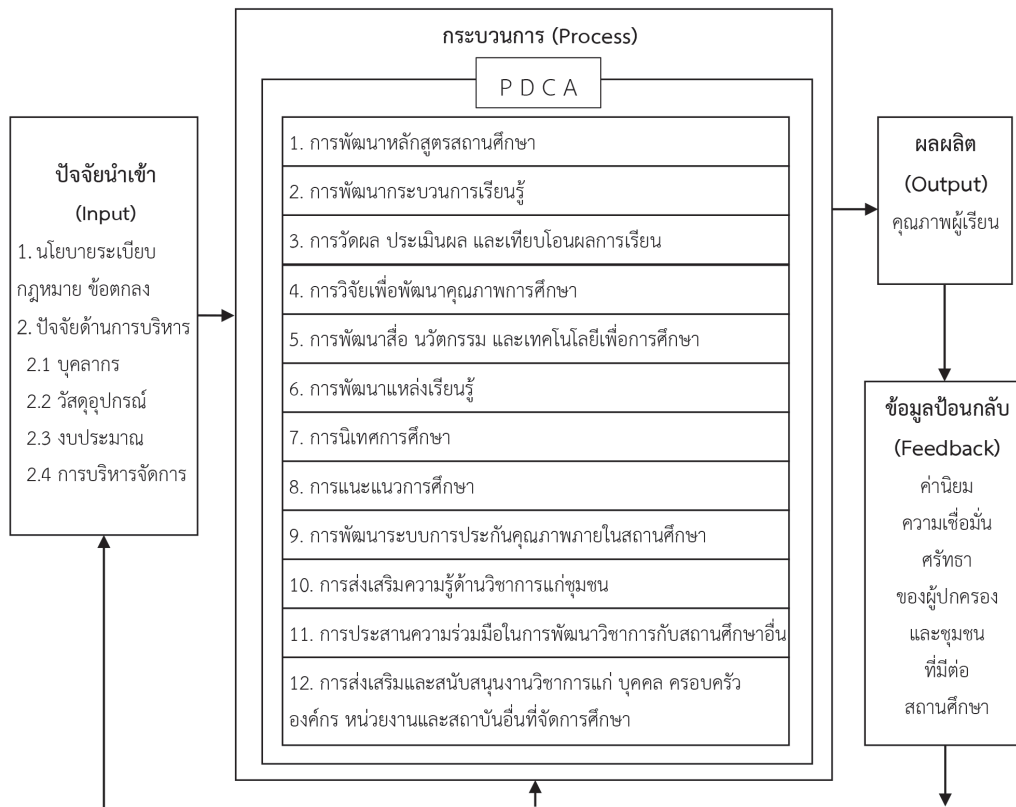 กระบวนการ (Process)
P D C A
ปัจจัยนำเข้า
(Input)
1. นโยบายระเบียบ
กฎหมาย ข้อตกลง
2. ปัจจัยด้านการบริหาร
2.1 บุคลากร
2.2 วัสดุอุปกรณ์
2.3 งบประมาณ
2.4 การบริหารจัดการ
1. การพัฒนาหลักสูตรสถานศึกษา
2. การพัฒนากระบวนการเรียนรู้
3. การวัดผล ประเมินผล และเทียบโอนผลการเรียน
4. การวิจัยเพื่อพัฒนาคุณภาพการศึกษา
5. การพัฒนาสื่อ นวัตกรรม และเทคโนโลยีเพื่อการศึกษา
6. การพัฒนาแหล่งเรียนรู้
7. การนิเทศการศึกษา
8. การแนะแนวการศึกษา
9. การพัฒนาระบบการประกันคุณภาพภายในสถานศึกษา
10. การส่งเสริมความรู้ด้านวิชาการแก่ชุมชน
11. การประสานความร่วมมือในการพัฒนาวิชาการกับสถานศึกษาอื่น
12. การส่งเสริมและสนับสนุนงานวิชาการแก่ บุคคล ครอบครัว
องค์กร หน่วยงานและสถาบันอื่นที่จัดการศึกษา
ผลผลิต
(Output)
คุณภาพผู้เรียน
ข้อมูลป้อนกลับ
(Feedback)
ค่านิยม
ความเชื่อมั่น
ศรัทธา
ของผู้ปกครอง
และชุมชน
ที่มีต่อ
สถานศึกษา